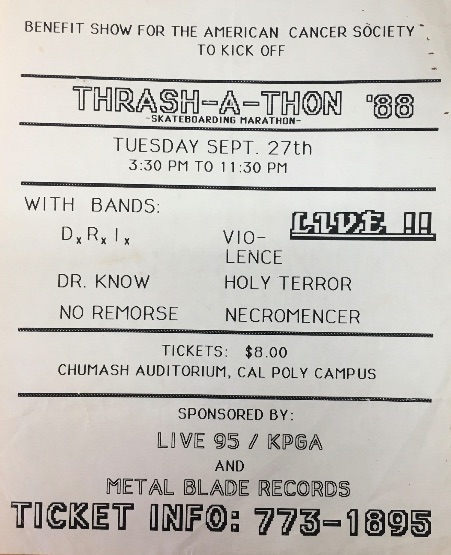 BENEFIT SHOW FOR THE AMERICAN CANCER SOCIETY
TO KICK OFF
THRASH-A-THON '88
-SKATEBOARDING MARATHON-
TUESDAY SEPT. 27th
3:30 PM TO 11:30 PM
WITH BANDS:
LIVE !!
DxRxIx
VIO-
LENCE
DR. KNOW
HOLY TERROR
NO REMORSE
NECROMENCER
TICKETS: $8.00
CHUMASH AUDITORIUM, CAL POLY CAMPUS
SPONSORED BY:
LIVE 95 / KPGA
AND
METAL BLADE RECORDS
TICKET INFO: 773-1895